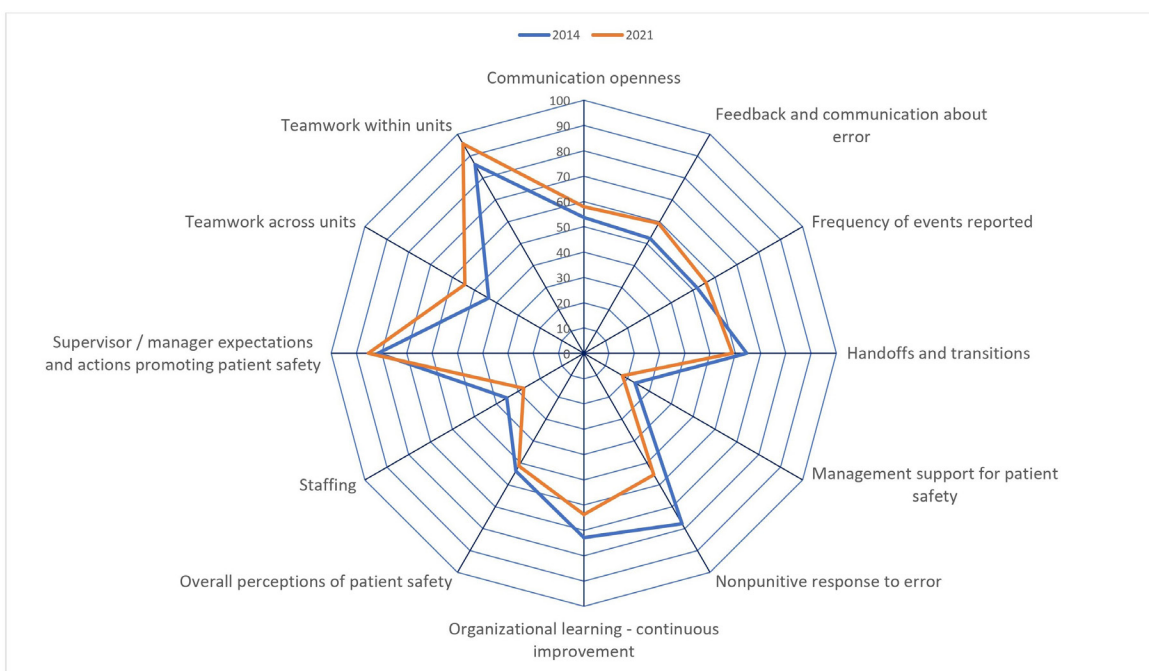 2014 2021
Communication openness
Feedback and communication about
error
Frequency of events reported
Handoffs and transitions
Management support for patient
safety
Nonpunitive response to error
Organizational learning - continuous
improvement
Overall perceptions of patient safety
Staffing
Supervisor / manager expectations
and actions promoting patient safety
Teamwork across units
Teamwork within units
100
90
80
70
60
50
40
30
20
10
0